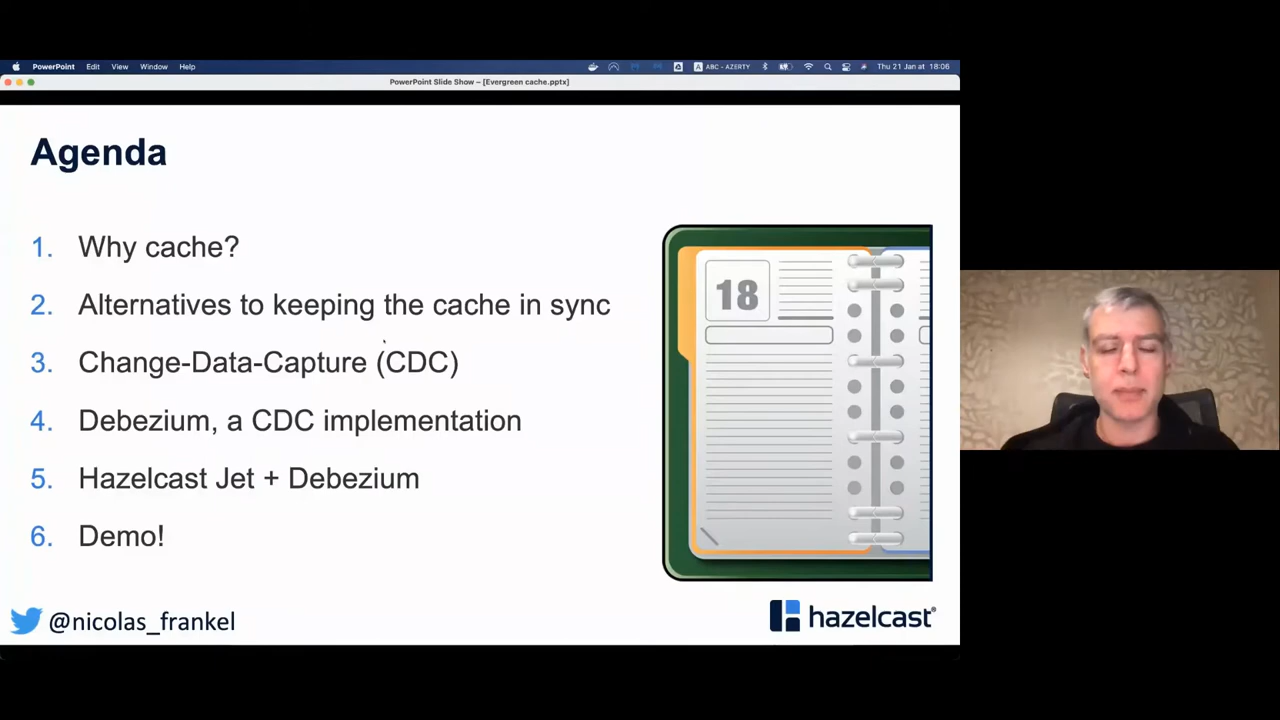 PowerPoint Edit View Window Help ABC – AZERTY Thu 21 Jan at 18:06
PowerPoint Slide Show – [Evergreen cache.pptx]
Agenda
1. Why cache?
2. Alternatives to keeping the cache in sync
3. Change-Data-Capture (CDC)
4. Debezium, a CDC implementation
5. Hazelcast Jet + Debezium
6. Demo!
18
@nicolas_frankel
hazelcast®